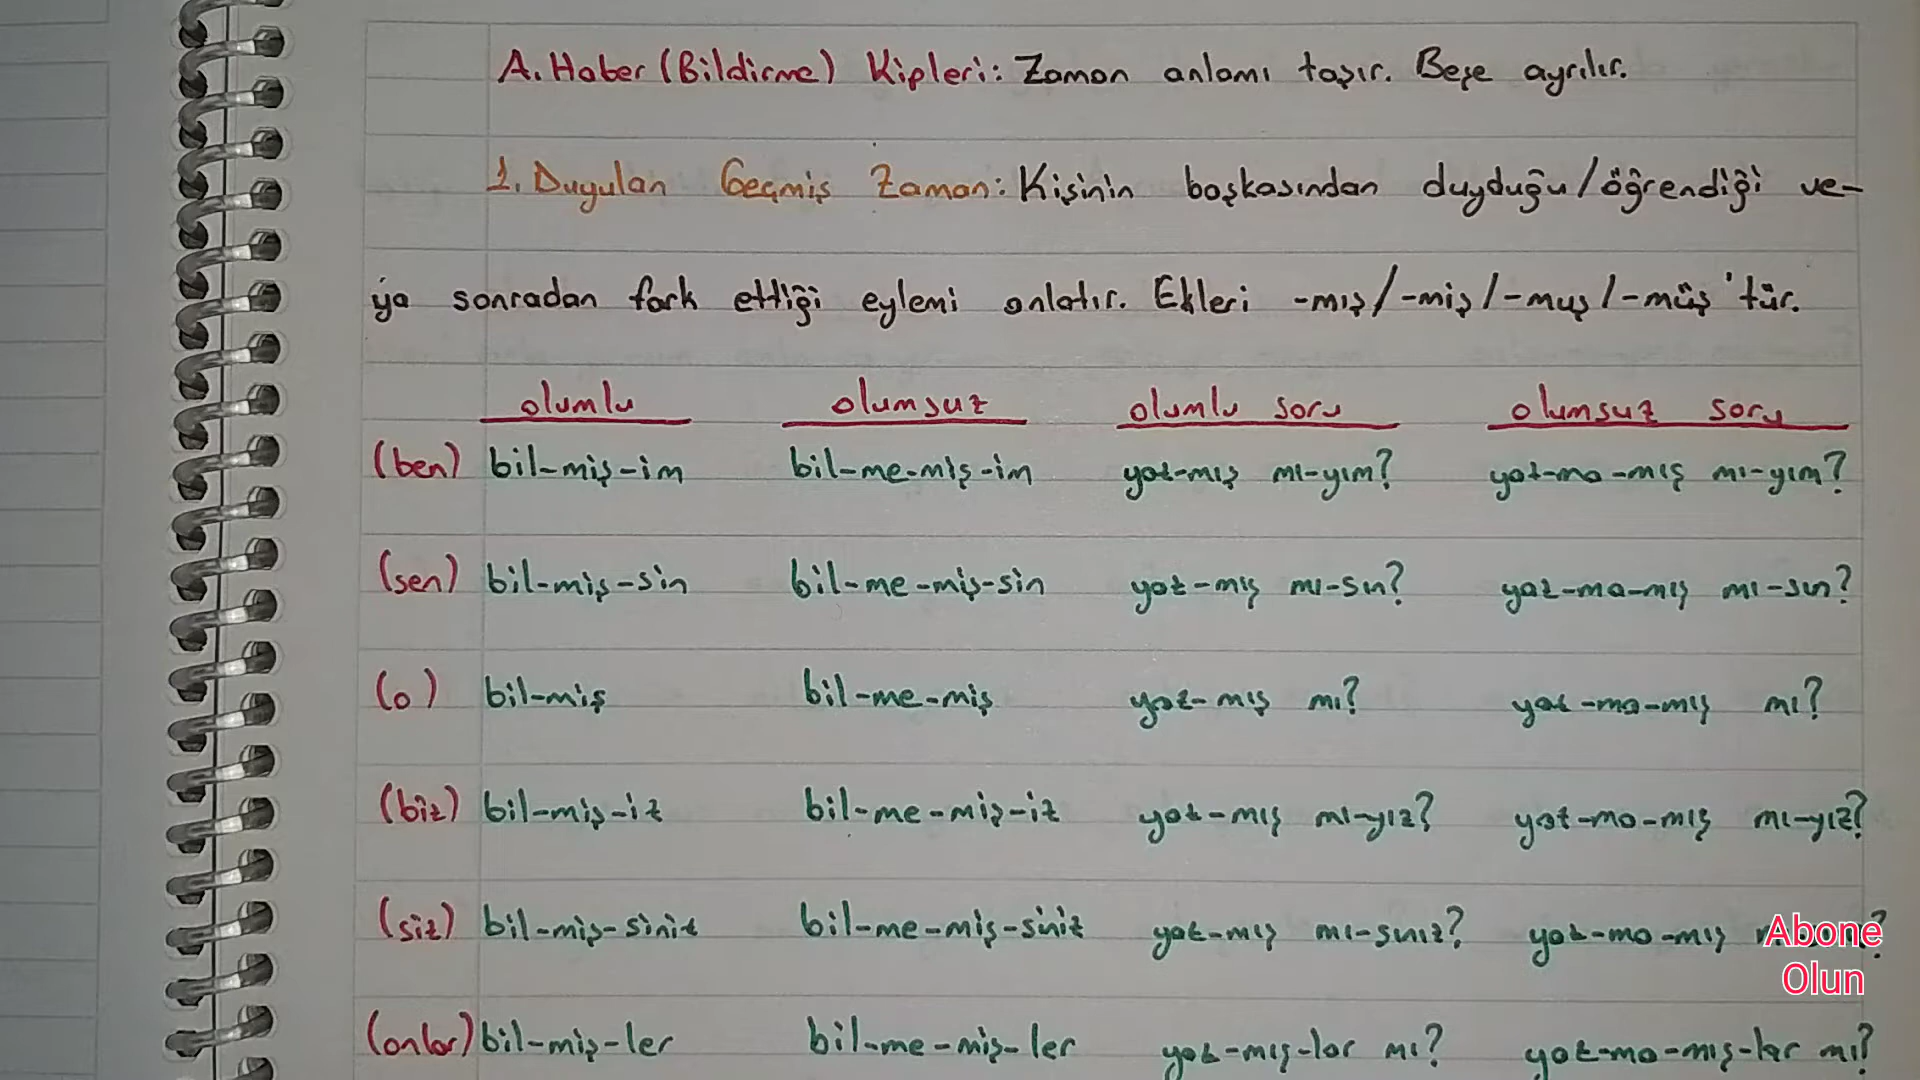 A. Haber (Bildirme) Kipleri: Zaman anlamı taşır. Beşe ayrılır.
1. Duyulan Geçmiş Zaman: Kişinin başkasından duyduğu/öğrendiği ve-
ya sonradan fark ettiği eylemi anlatır. Ekleri -mış/-miş/-muş/-müş'tür.
olumlu olumsuz olumlu soru olumsuz soru
(ben) bil-miş-im bil-me-miş-im yaz-mış mı-yım? yaz-ma-mış mı-yım?
(sen) bil-miş-sin bil-me-miş-sin yaz-mış mı-sın? yaz-ma-mış mı-sın?
(o) bil-miş bil-me-miş yaz-mış mı? yaz-ma-mış mı?
(biz) bil-miş-iz bil-me-miş-iz yaz-mış mı-yız? yaz-ma-mış mı-yız?
(siz) bil-miş-siniz bil-me-miş-siniz yaz-mış mı-sınız? yaz-ma-mış
Abone
Olun
(onlar) bil-miş-ler bil-me-miş-ler yaz-mış-lar mı? yaz-ma-mış-lar mı?